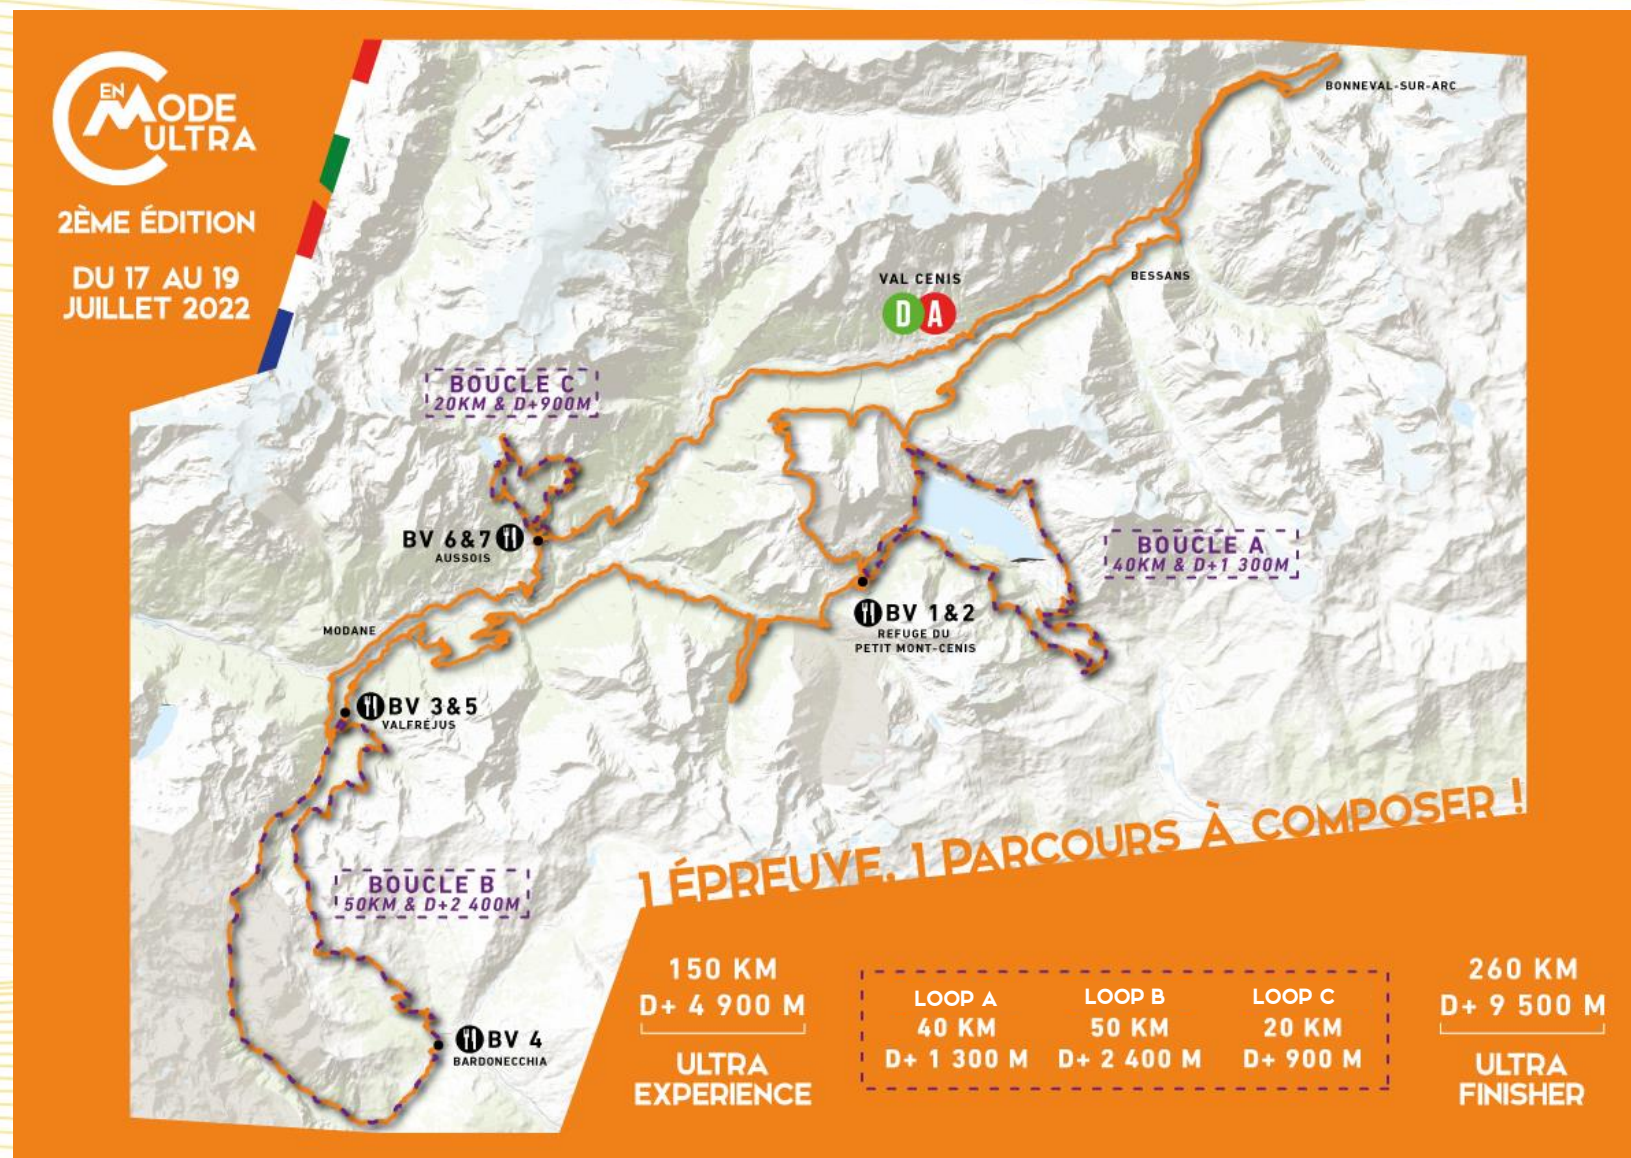 EN
MODE
ULTRA
2ÈME ÉDITION
DU 17 AU 19
JUILLET 2022
BONNEVAL-SUR-ARC
BESSANS
VAL CENIS
D A
BOUCLE C
20KM & D+900M
BV 6&7
AUSSOIS
BOUCLE A
40KM & D+1 300M
BV 1&2
REFUGE DU
PETIT MONT-CENIS
MODANE
BV 3&5
VALFRÉJUS
BOUCLE B
50KM & D+2 400M
BV 4
BARDONECCHIA
1 ÉPREUVE, 1 PARCOURS À COMPOSER !
150 KM
D+ 4 900 M
ULTRA
EXPERIENCE
LOOP A
40 KM
D+ 1 300 M
LOOP B
50 KM
D+ 2 400 M
LOOP C
20 KM
D+ 900 M
260 KM
D+ 9 500 M
ULTRA
FINISHER